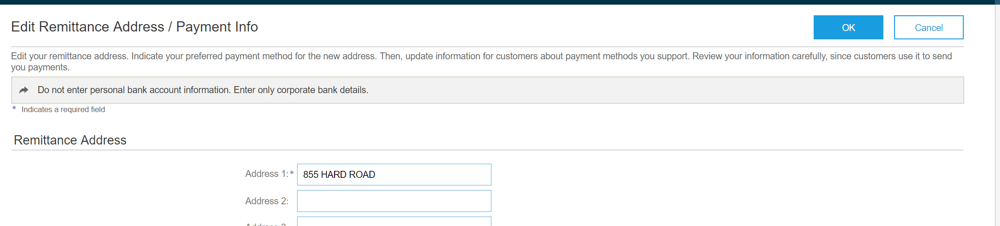 Edit Remittance Address / Payment Info
OK
Cancel
Edit your remittance address. Indicate your preferred payment method for the new address. Then, update information for customers about payment methods you support. Review your information carefully, since customers use it to send
you payments.
Do not enter personal bank account information. Enter only corporate bank details.
* Indicates a required field
Remittance Address
Address 1:* 855 HARD ROAD
Address 2:
Address 3